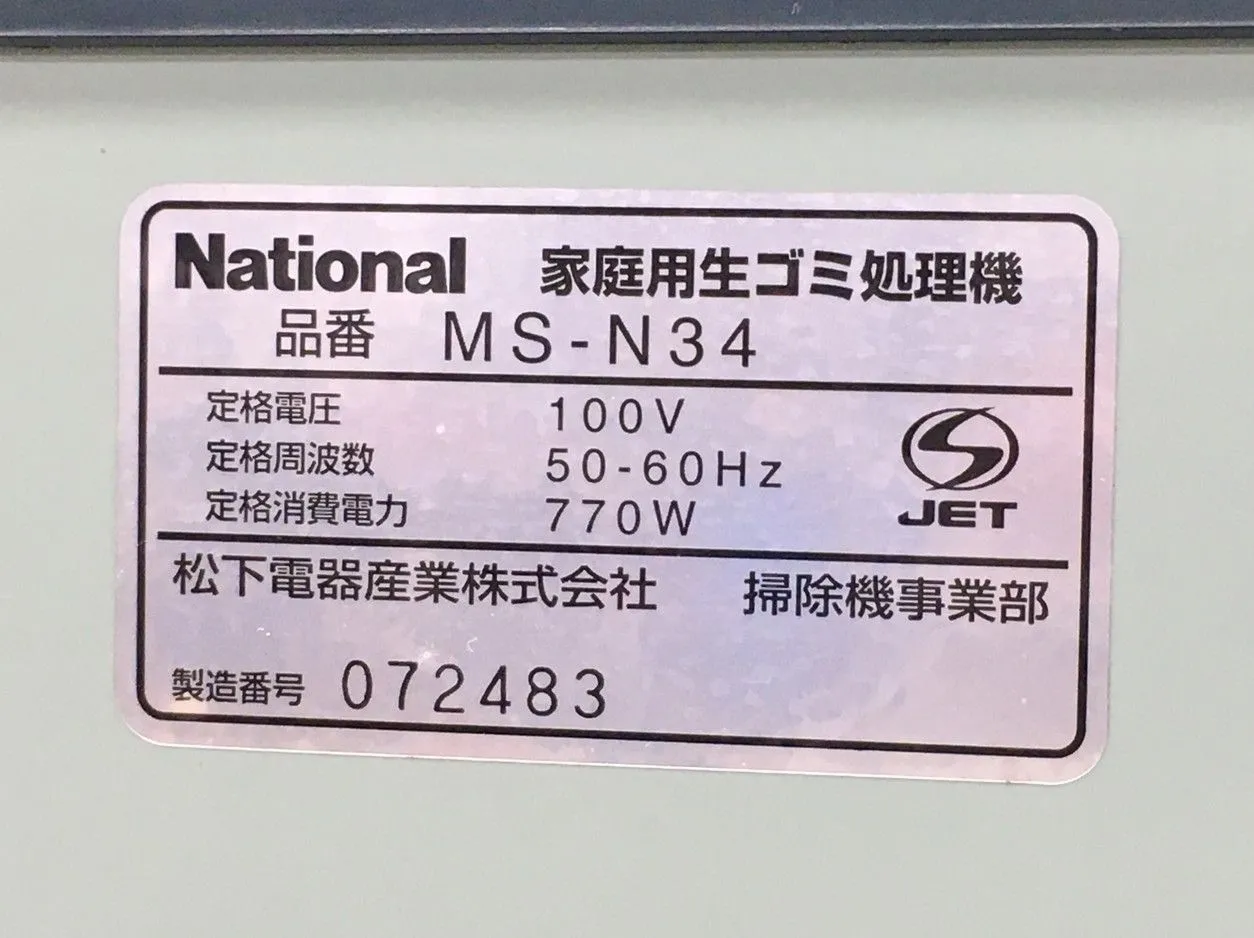 National 家庭用生ゴミ処理機
品番 MS-N34
定格電圧 100V
定格周波数 50-60Hz
定格消費電力 770W
JET
松下電器産業株式会社 掃除機事業部
製造番号 072483